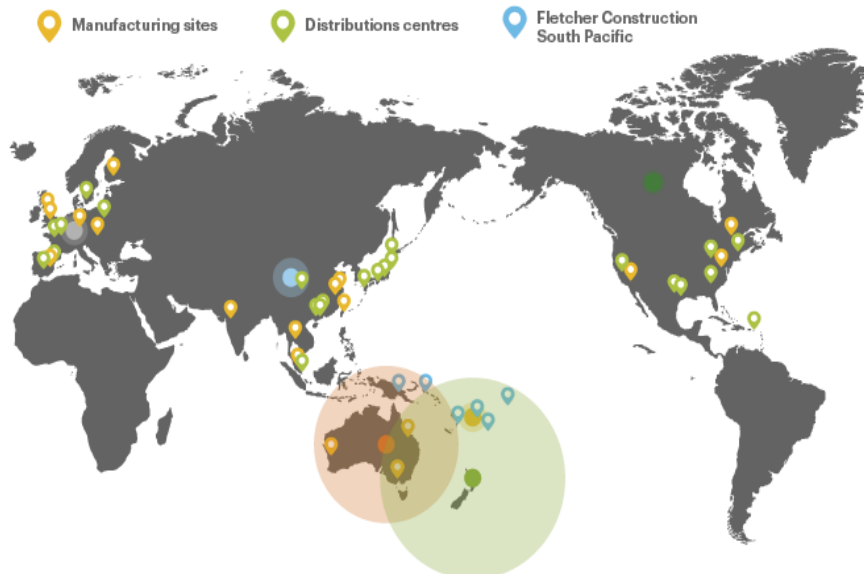 Manufacturing sites
Distributions centres
Fletcher Construction
South Pacific